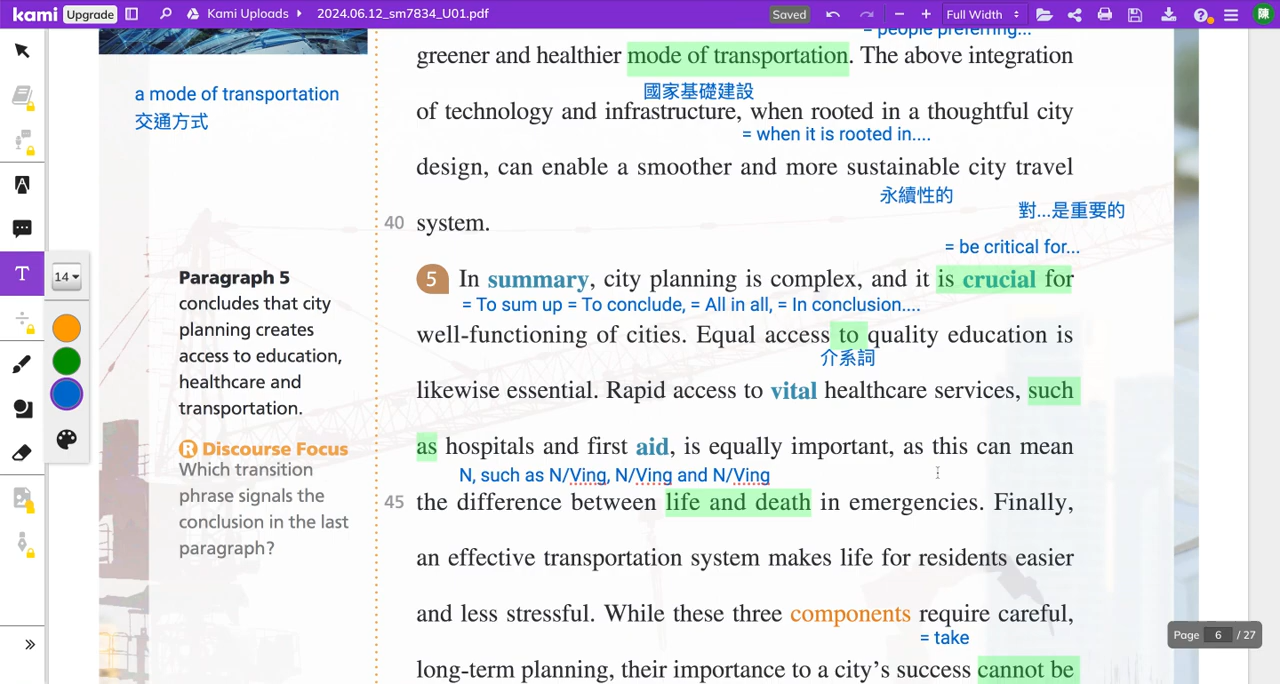 kami Upgrade Kami Uploads 2024.06.12_sm7834_U01.pdf Saved Full Width 陳
= people preferring...
greener and healthier mode of transportation. The above integration
a mode of transportation
交通方式
國家基礎建設
of technology and infrastructure, when rooted in a thoughtful city
= when it is rooted in....
design, can enable a smoother and more sustainable city travel
永續性的
對...是重要的
40 system.
= be critical for...
5 In summary, city planning is complex, and it is crucial for
= To sum up = To conclude, = All in all, = In conclusion....
well-functioning of cities. Equal access to quality education is
介系詞
likewise essential. Rapid access to vital healthcare services, such
as hospitals and first aid, is equally important, as this can mean
N, such as N/Ving, N/Ving and N/Ving
45 the difference between life and death in emergencies. Finally,
an effective transportation system makes life for residents easier
and less stressful. While these three components require careful,
= take
long-term planning, their importance to a city's success cannot be
Paragraph 5
concludes that city
planning creates
access to education,
healthcare and
transportation.
R Discourse Focus
Which transition
phrase signals the
conclusion in the last
paragraph?
T 14
A
Page 6 / 27